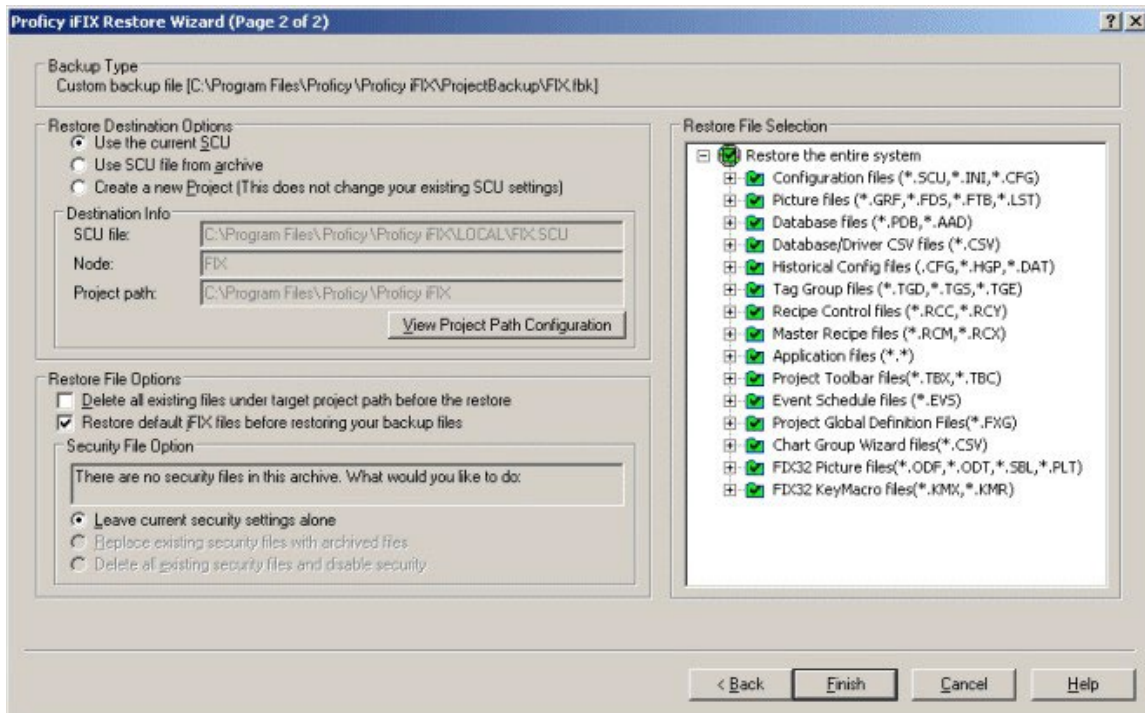 Proficy iFIX Restore Wizard (Page 2 of 2)
Backup Type
Custom backup file [C:\Program Files\Proficy\Proficy iFIX\ProjectBackup\FIX.fbk]
Restore Destination Options
Use the current SCU
Use SCU file from archive
Create a new Project (This does not change your existing SCU settings)
Destination Info
SCU file: C:\Program Files\Proficy\Proficy iFIX\LOCAL\FIX.SCU
Node: FIX
Project path: C:\Program Files\Proficy\Proficy iFIX
View Project Path Configuration
Restore File Options
Delete all existing files under target project path before the restore
Restore default iFIX files before restoring your backup files
Security File Option
There are no security files in this archive. What would you like to do:
Leave current security settings alone
Replace existing security files with archived files
Delete all existing security files and disable security
Restore File Selection
Restore the entire system
Configuration files (*.SCU,*.INI,*.CFG)
Picture files (*.GRF,*.FDS,*.FTB,*.LST)
Database files (*.PDB,*.AAD)
Database/Driver CSV files (*.CSV)
Historical Config files (.CFG,*.HGP,*.DAT)
Tag Group files (*.TGD,*.TGS,*.TGE)
Recipe Control files (*.RCC,*.RCY)
Master Recipe files (*.RCM,*.RCX)
Application files (*.*)
Project Toolbar files(*.TBX,*.TBC)
Event Schedule files (*.EVS)
Project Global Definition Files(*.FXG)
Chart Group Wizard files(*.CSV)
FIX32 Picture files(*.ODF,*.ODT,*.SBL,*.PLT)
FIX32 KeyMacro files(*.KMX,*.KMR)
< Back
Finish
Cancel
Help